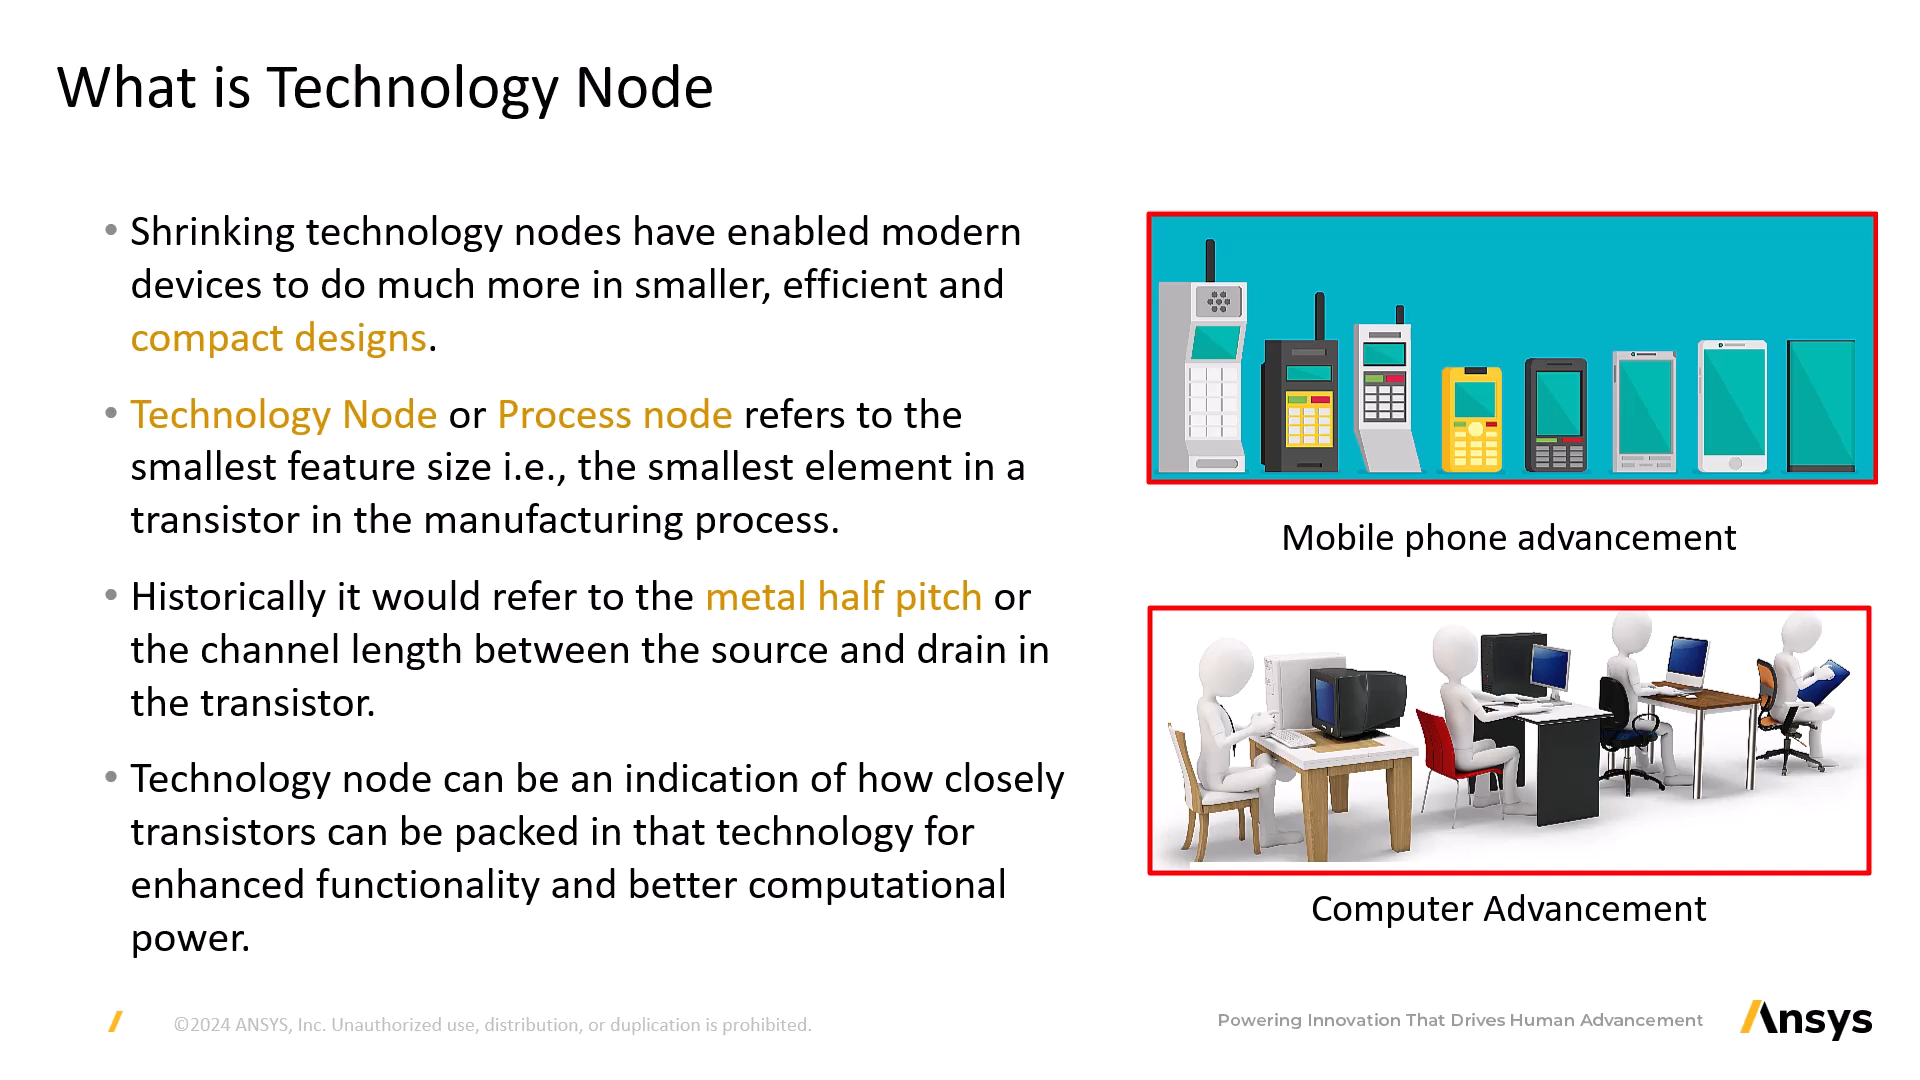 What is Technology Node
• Shrinking technology nodes have enabled modern
devices to do much more in smaller, efficient and
compact designs.
• Technology Node or Process node refers to the
smallest feature size i.e., the smallest element in a
transistor in the manufacturing process.
• Historically it would refer to the metal half pitch or
the channel length between the source and drain in
the transistor.
• Technology node can be an indication of how closely
transistors can be packed in that technology for
enhanced functionality and better computational
power.
Mobile phone advancement
Computer Advancement
©2024 ANSYS, Inc. Unauthorized use, distribution, or duplication is prohibited.
Powering Innovation That Drives Human Advancement
Ansys